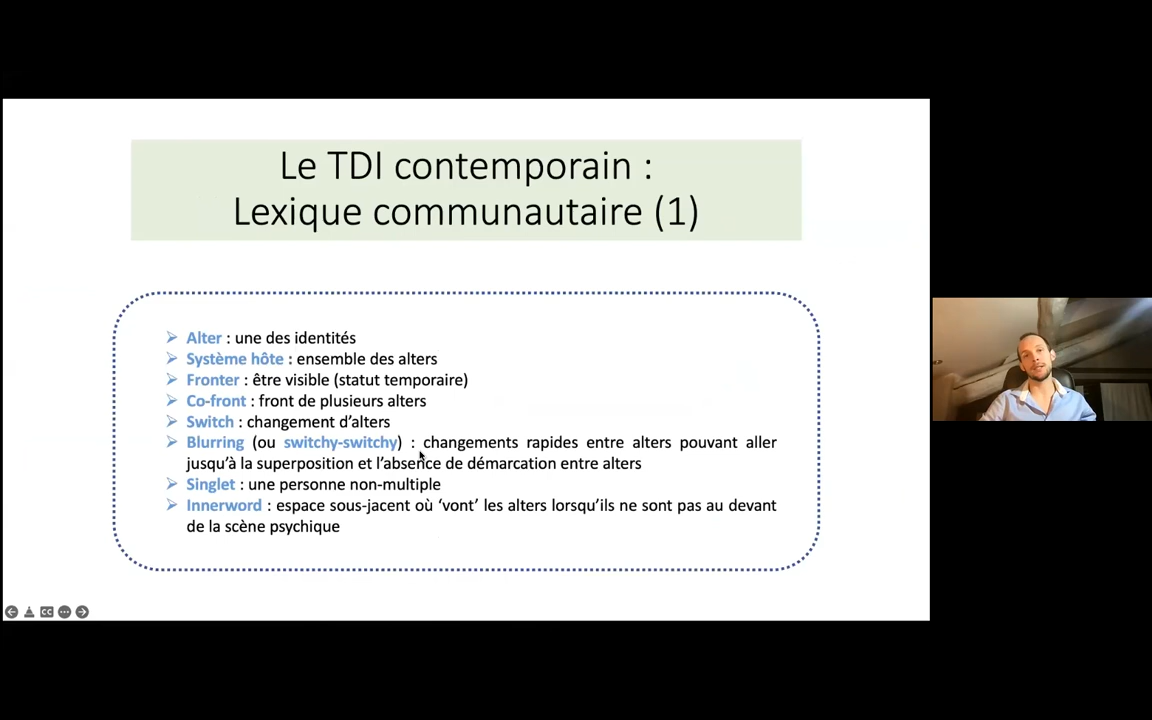 Le TDI contemporain :
Lexique communautaire (1)
Alter : une des identités
Système hôte : ensemble des alters
Fronter : être visible (statut temporaire)
Co-front : front de plusieurs alters
Switch : changement d’alters
Blurring (ou switchy-switchy) : changements rapides entre alters pouvant aller
jusqu’à la superposition et l’absence de démarcation entre alters
Singlet : une personne non-multiple
Innerword : espace sous-jacent où ‘vont’ les alters lorsqu’ils ne sont pas au devant
de la scène psychique
CC